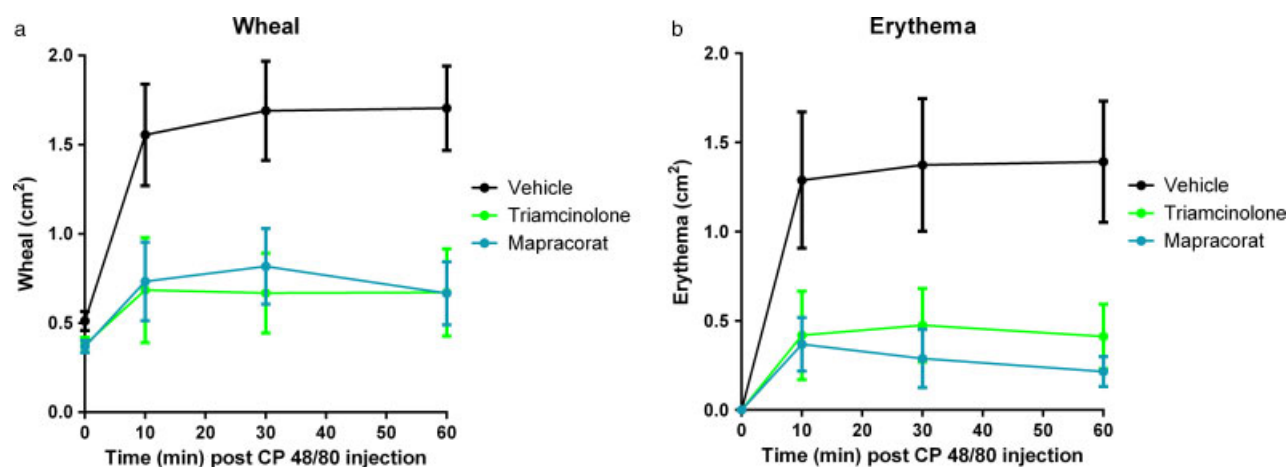 a
Wheal
Wheal (cm²)
2.0
1.5
1.0
0.5
0.0
0 10 20 30 40 50 60
Time (min) post CP 48/80 injection
Vehicle
Triamcinolone
Mapracorat
b
Erythema
Erythema (cm²)
2.0
1.5
1.0
0.5
0.0
0 10 20 30 40 50 60
Time (min) post CP 48/80 injection
Vehicle
Triamcinolone
Mapracorat